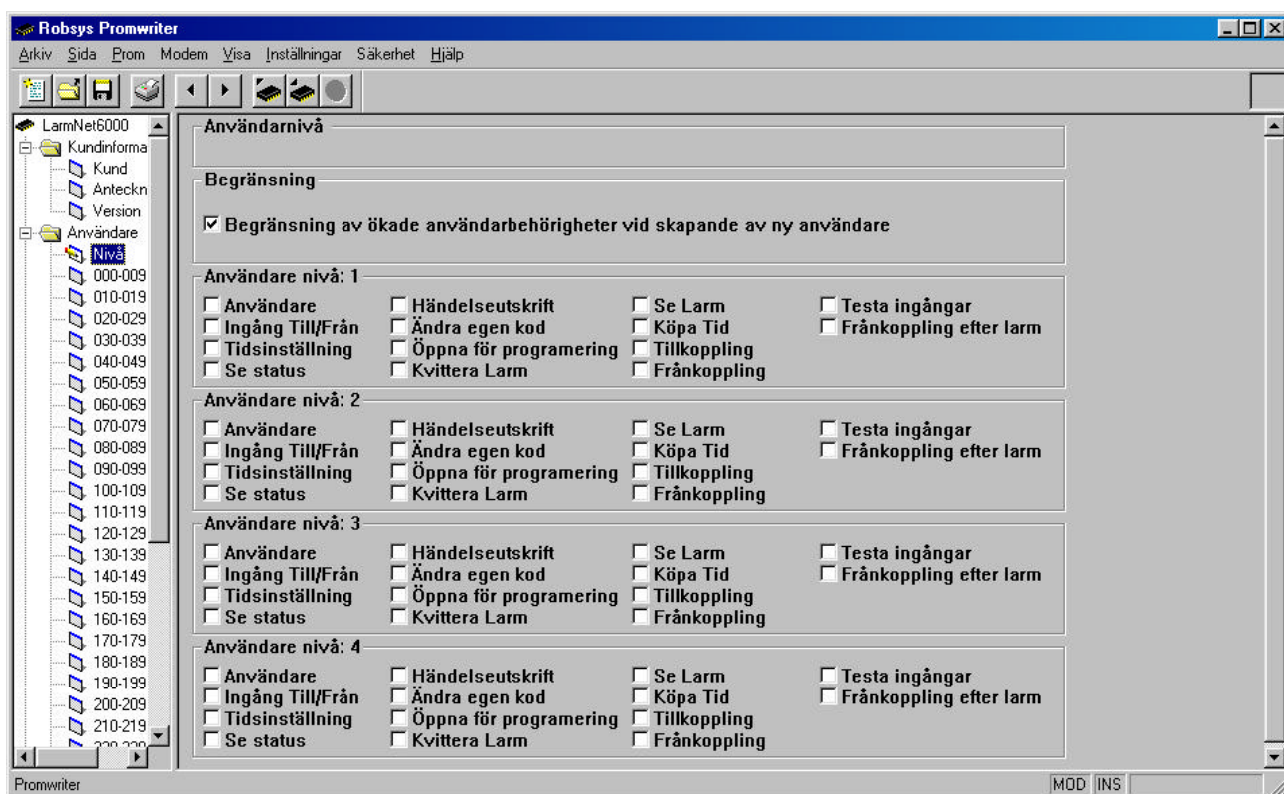 Robsys Promwriter
Arkiv Sida Prom Modem Visa Inställningar Säkerhet Hjälp
LarmNet6000
Kundinforma
Kund
Anteckn
Version
Användare
Nivå
000-009
010-019
020-029
030-039
040-049
050-059
060-069
070-079
080-089
090-099
100-109
110-119
120-129
130-139
140-149
150-159
160-169
170-179
180-189
190-199
200-209
210-219
Användarnivå
Begränsning
Begränsning av ökade användarbehörigheter vid skapande av ny användare
Användare nivå: 1
Användare Händelseutskrift Se Larm Testa ingångar
Ingång Till/Från Ändra egen kod Köpa Tid Frånkoppling efter larm
Tidsinställning Öppna för programering Tillkoppling
Se status Kvittera Larm Frånkoppling
Användare nivå: 2
Användare Händelseutskrift Se Larm Testa ingångar
Ingång Till/Från Ändra egen kod Köpa Tid Frånkoppling efter larm
Tidsinställning Öppna för programering Tillkoppling
Se status Kvittera Larm Frånkoppling
Användare nivå: 3
Användare Händelseutskrift Se Larm Testa ingångar
Ingång Till/Från Ändra egen kod Köpa Tid Frånkoppling efter larm
Tidsinställning Öppna för programering Tillkoppling
Se status Kvittera Larm Frånkoppling
Användare nivå: 4
Användare Händelseutskrift Se Larm Testa ingångar
Ingång Till/Från Ändra egen kod Köpa Tid Frånkoppling efter larm
Tidsinställning Öppna för programering Tillkoppling
Se status Kvittera Larm Frånkoppling
Promwriter MOD INS